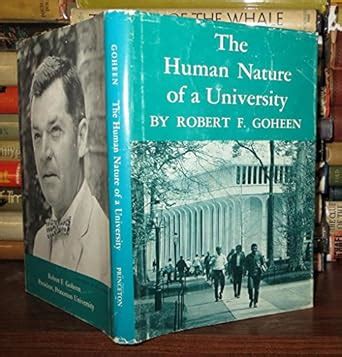 OF THE WHALE
The
Human Nature
of a University
BY ROBERT F. GOHEEN
GOHEEN
The Human Nature of a University
PRINCETON
Robert F. Goheen
President, Princeton University